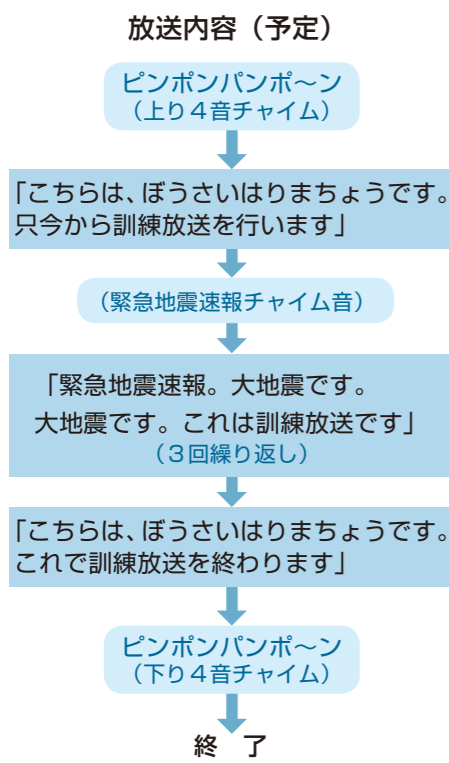 放送内容（予定）
ピンポンパンポ～ン
（上り４音チャイム）
「こちらは、ぼうさいはりまちょうです。
只今から訓練放送を行います」
（緊急地震速報チャイム音）
「緊急地震速報。大地震です。
大地震です。これは訓練放送です」
（３回繰り返し）
「こちらは、ぼうさいはりまちょうです。
これで訓練放送を終わります」
ピンポンパンポ～ン
（下り４音チャイム）
終　了